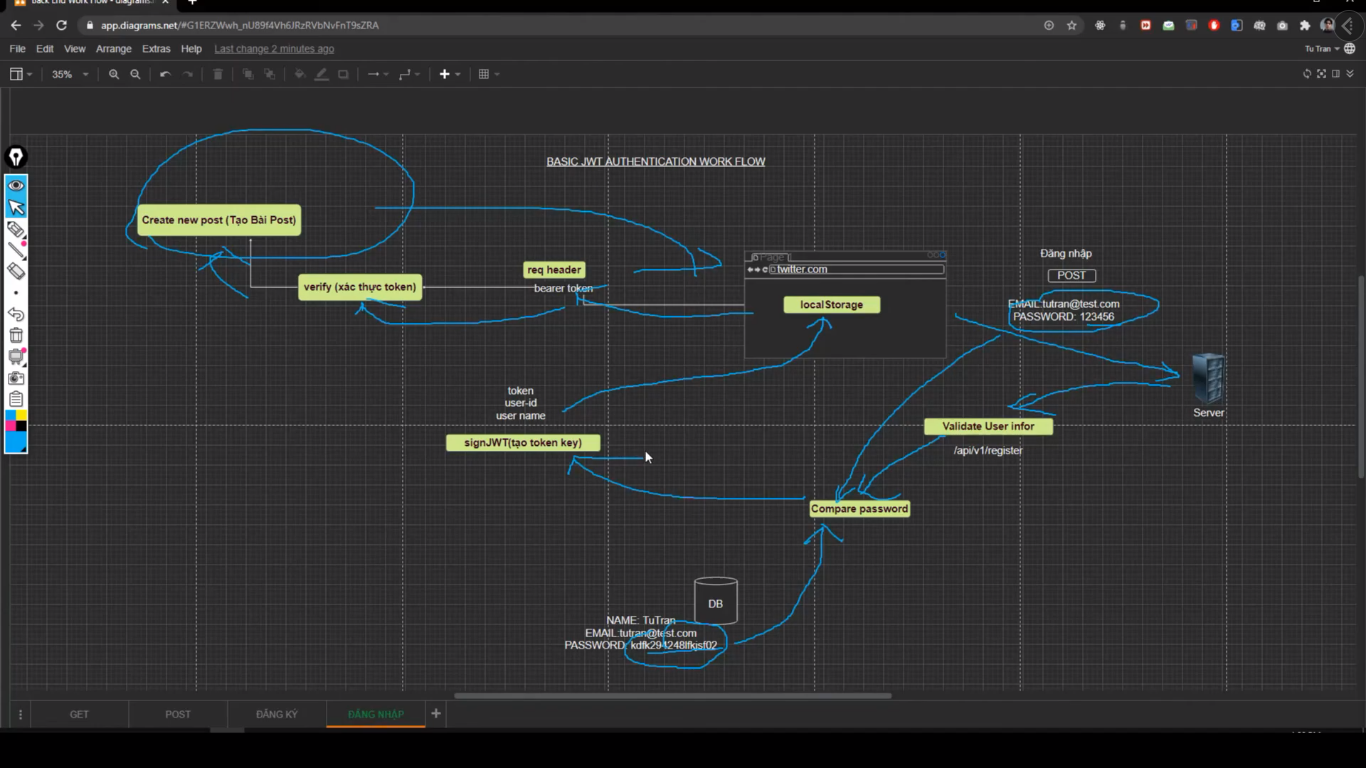 Back End Work Flow - diagrams.
app.diagrams.net/#G1ERZWwh_nU89f4Vh6JRzRVbNvFnT9sZRA
File Edit View Arrange Extras Help Last change 2 minutes ago
Tu Tran
35%
BASIC JWT AUTHENTICATION WORK FLOW
Create new post (Tạo Bài Post)
verify (xác thực token)
req header
bearer token
Page
twitter.com
localStorage
Đăng nhập
POST
EMAIL:tutran@test.com
PASSWORD: 123456
Server
Validate User infor
/api/v1/register
token
user-id
user name
signJWT(tạo token key)
Compare password
DB
NAME: TuTran
EMAIL:tutran@test.com
PASSWORD: kdfk294248lfkjsf02
GET POST ĐĂNG KÝ ĐĂNG NHẬP